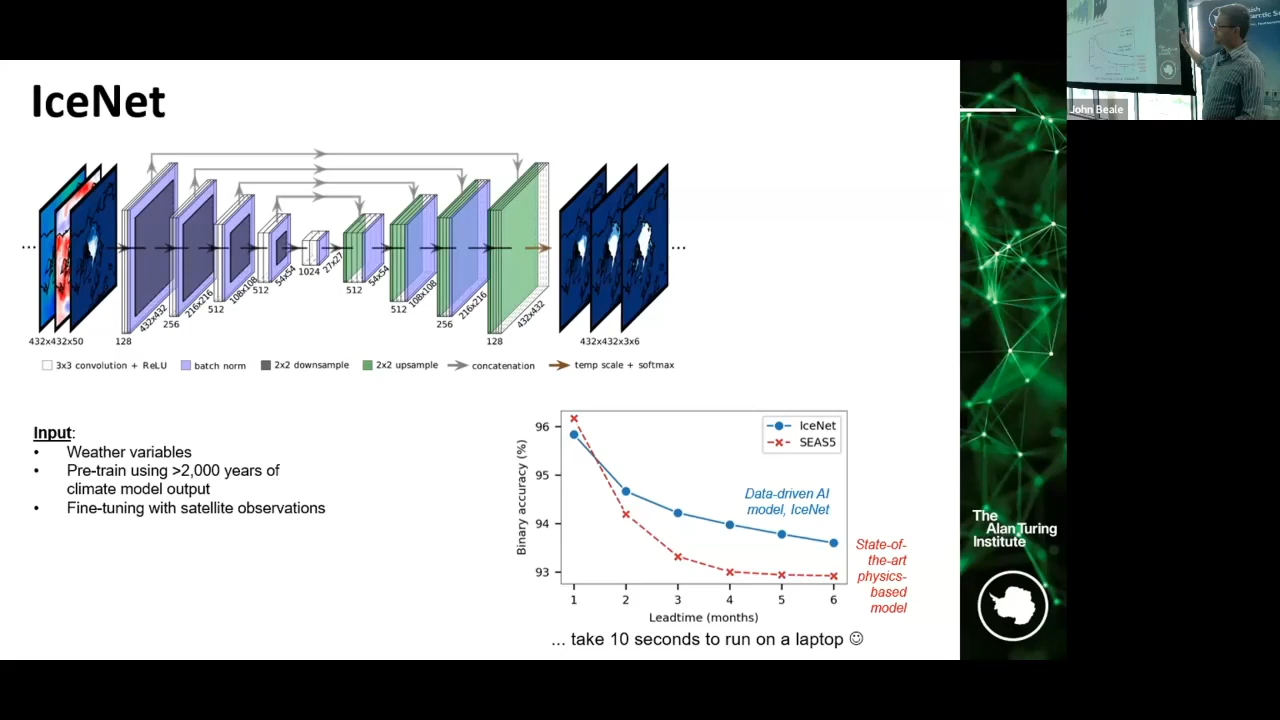 IceNet
432x432x50
128
432x432
256
216x216
512
108x108
512
54x54
1024
27x27
512
54x54
512
108x108
256
216x216
128
432x432
432x432x3x6
3x3 convolution + ReLU
batch norm
2x2 downsample
2x2 upsample
concatenation
temp scale + softmax
Input:
• Weather variables
• Pre-train using >2,000 years of
climate model output
• Fine-tuning with satellite observations
Binary accuracy (%)
96
95
94
93
1 2 3 4 5 6
Leadtime (months)
IceNet
SEAS5
Data-driven AI
model, IceNet
State-of-
the-art
physics-
based
model
... take 10 seconds to run on a laptop ☺
The
Alan Turing
Institute
John Beale